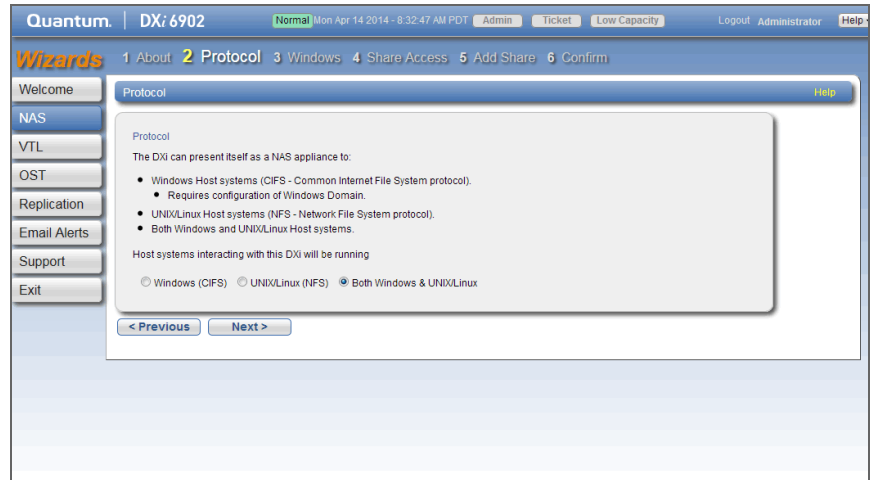 Quantum. DXi 6902 Normal Mon Apr 14 2014 - 8:32:47 AM PDT Admin Ticket Low Capacity Logout Administrator Help
Wizards 1 About 2 Protocol 3 Windows 4 Share Access 5 Add Share 6 Confirm
Welcome
NAS
VTL
OST
Replication
Email Alerts
Support
Exit
Protocol Help
Protocol
The DXi can present itself as a NAS appliance to:
• Windows Host systems (CIFS - Common Internet File System protocol).
• Requires configuration of Windows Domain.
• UNIX/Linux Host systems (NFS - Network File System protocol).
• Both Windows and UNIX/Linux Host systems.
Host systems interacting with this DXi will be running
Windows (CIFS) UNIX/Linux (NFS) Both Windows & UNIX/Linux
< Previous Next >